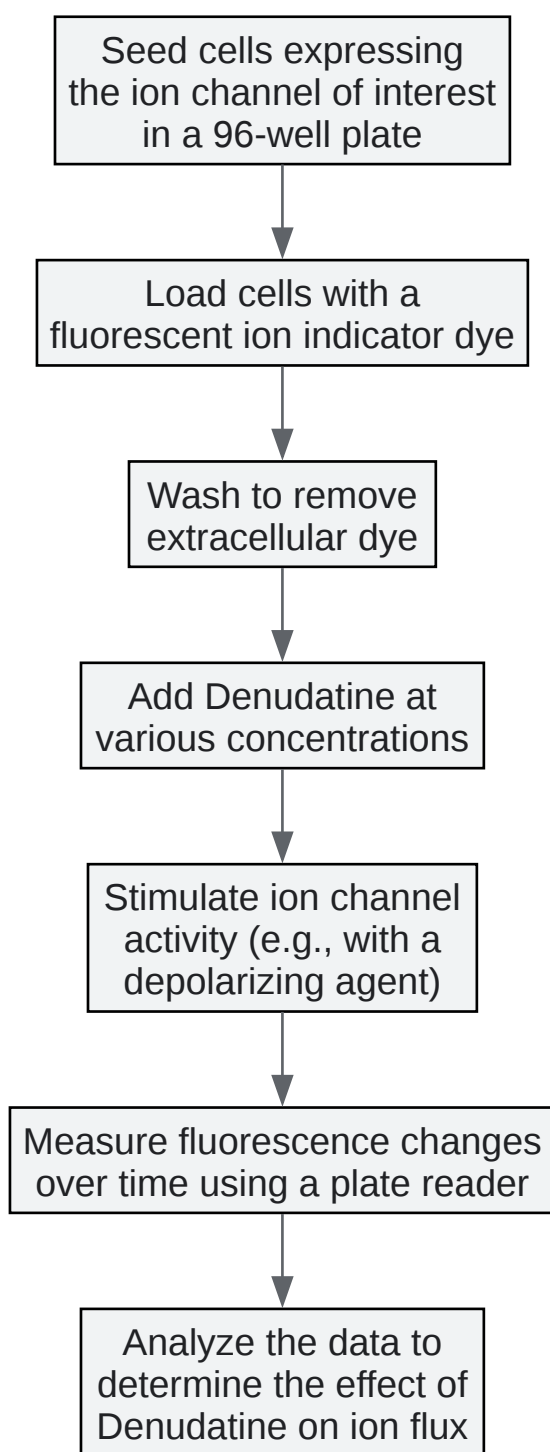 Seed cells expressing
the ion channel of interest
in a 96-well plate
Load cells with a
fluorescent ion indicator dye
Wash to remove
extracellular dye
Add Denudatine at
various concentrations
Stimulate ion channel
activity (e.g., with a
depolarizing agent)
Measure fluorescence changes
over time using a plate reader
Analyze the data to
determine the effect of
Denudatine on ion flux